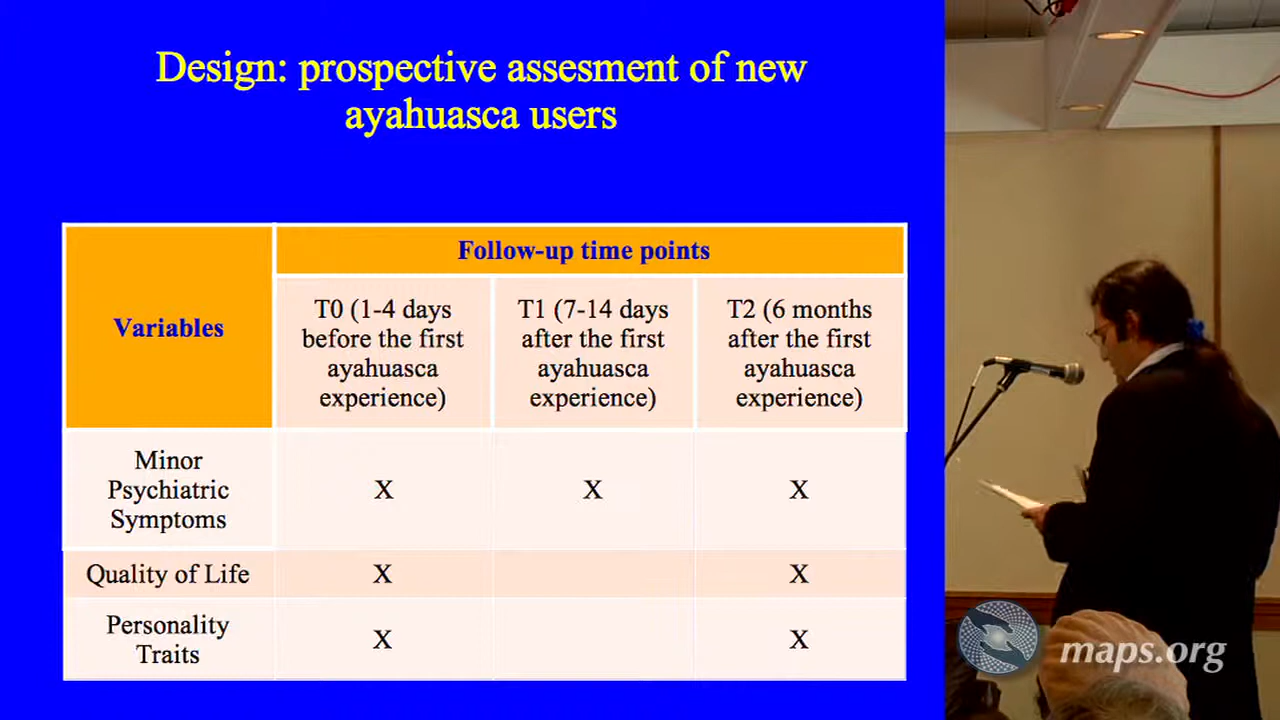 Design: prospective assesment of new
ayahuasca users
Follow-up time points
Variables
T0 (1-4 days
before the first
ayahuasca
experience)
T1 (7-14 days
after the first
ayahuasca
experience)
T2 (6 months
after the first
ayahuasca
experience)
Minor
Psychiatric
Symptoms
X
X
X
Quality of Life
X
X
Personality
Traits
X
X
maps.org